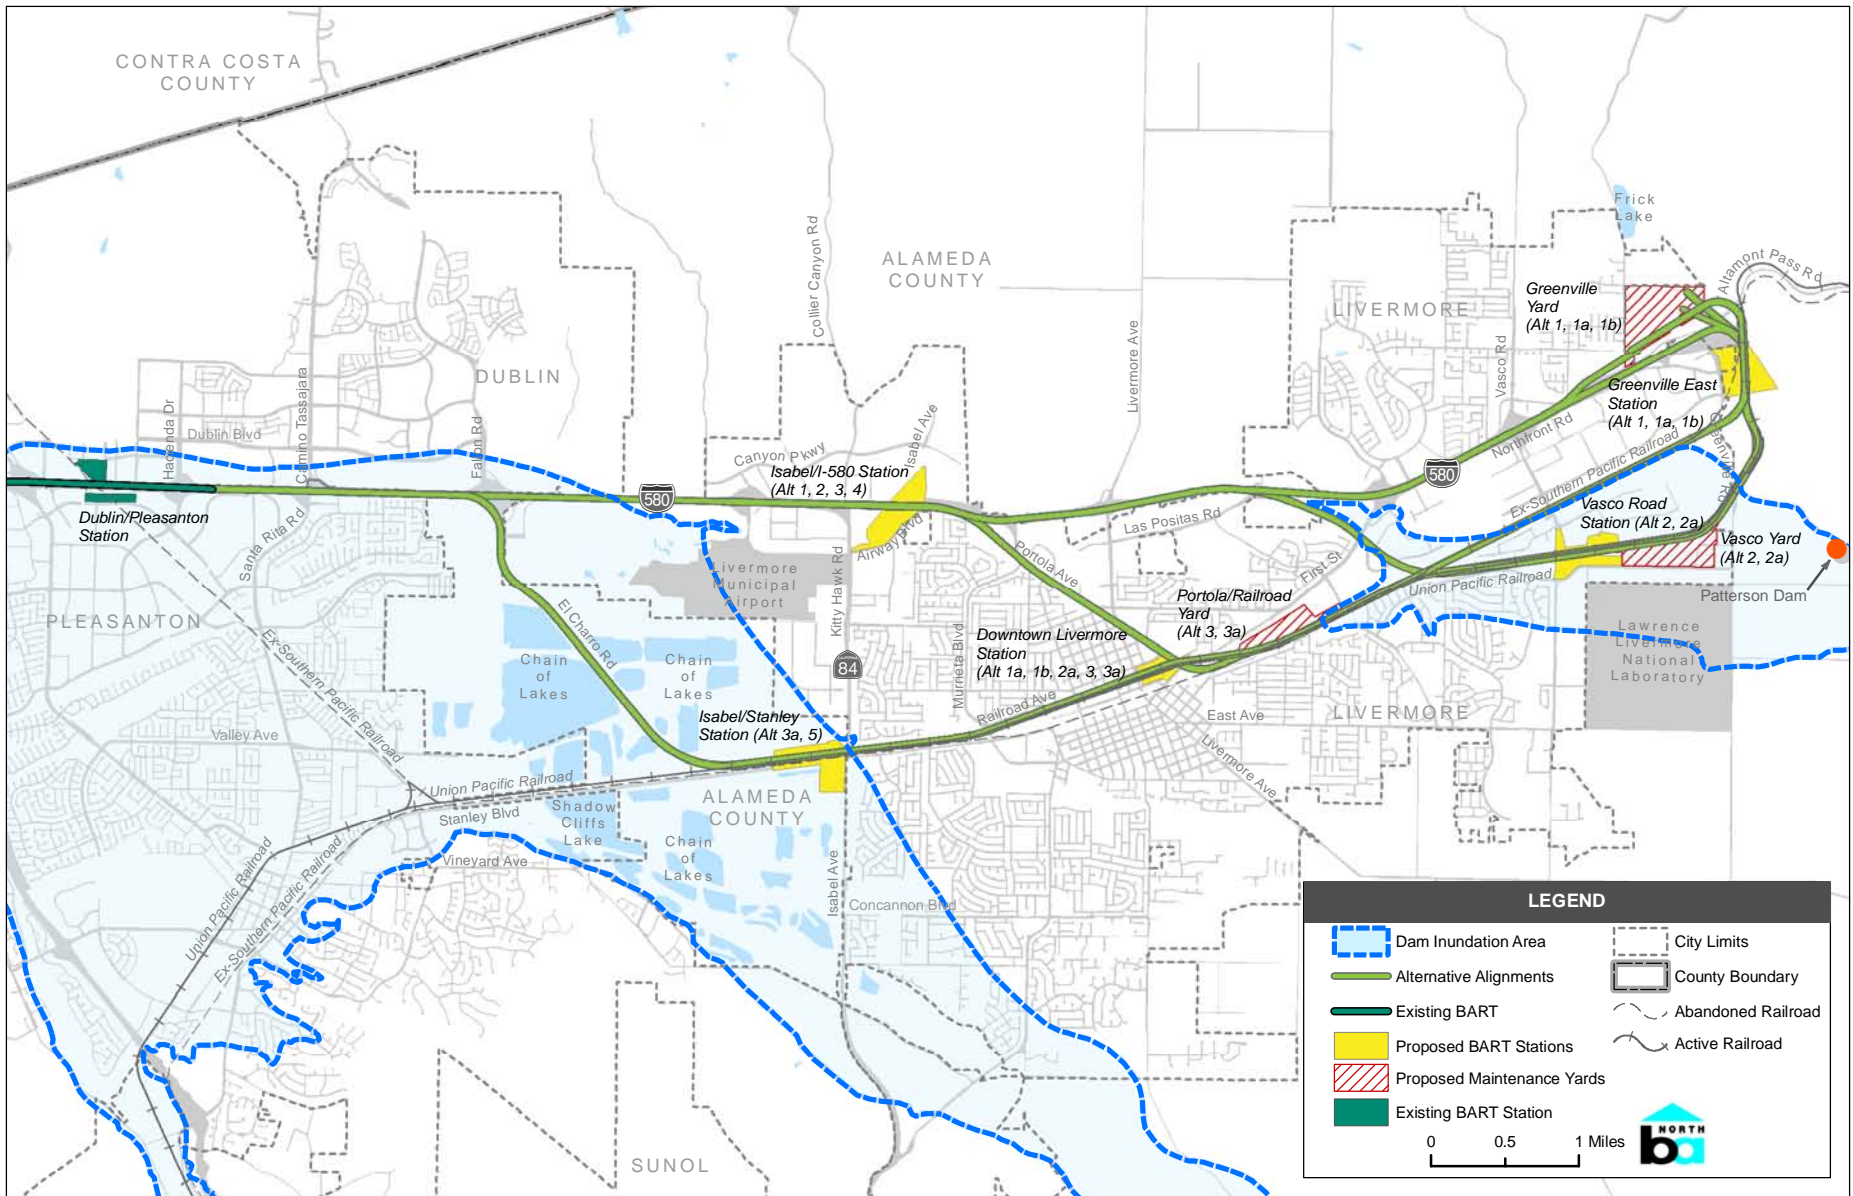 CONTRA COSTA
COUNTY
Frick
Lake
Altamont Pass Rd
Collier Canyon Rd
ALAMEDA
COUNTY
Greenville
Yard
(Alt 1, 1a, 1b)
LIVERMORE
Livermore Ave
Vasco Rd
DUBLIN
Camino Tassajara
Hacienda Dr
Dublin Blvd
Fallon Rd
Isabel Ave
Canyon Pkwy
Isabel/I-580 Station
(Alt 1, 2, 3, 4)
Greenville East
Station
(Alt 1, 1a, 1b)
Northfront Rd
Greenville Rd
580
580
Ex-Southern Pacific Railroad
Dublin/Pleasanton
Station
Santa Rita Rd
Airway Blvd
Las Positas Rd
Vasco Road
Station (Alt 2, 2a)
Vasco Yard
(Alt 2, 2a)
Livermore
Municipal
Airport
Kitty Hawk Rd
Portola Ave
First St
Union Pacific Railroad
Patterson Dam
PLEASANTON
El Charro Rd
Portola/Railroad
Yard
(Alt 3, 3a)
Downtown Livermore
Station
(Alt 1a, 1b, 2a, 3, 3a)
Lawrence
Livermore
National
Laboratory
Ex-Southern Pacific Railroad
Chain
of
Lakes
Chain
of
Lakes
84
Murrieta Blvd
Railroad Ave
East Ave
LIVERMORE
Isabel/Stanley
Station (Alt 3a, 5)
Valley Ave
Livermore Ave
Union Pacific Railroad
Stanley Blvd
Shadow
Cliffs
Lake
ALAMEDA
COUNTY
Chain
of
Lakes
Vineyard Ave
Isabel Ave
Concannon Blvd
Union Pacific Railroad
Ex-Southern Pacific Railroad
SUNOL
LEGEND
Dam Inundation Area
Alternative Alignments
Existing BART
Proposed BART Stations
Proposed Maintenance Yards
Existing BART Station
City Limits
County Boundary
Abandoned Railroad
Active Railroad
0 0.5 1 Miles
NORTH
ba